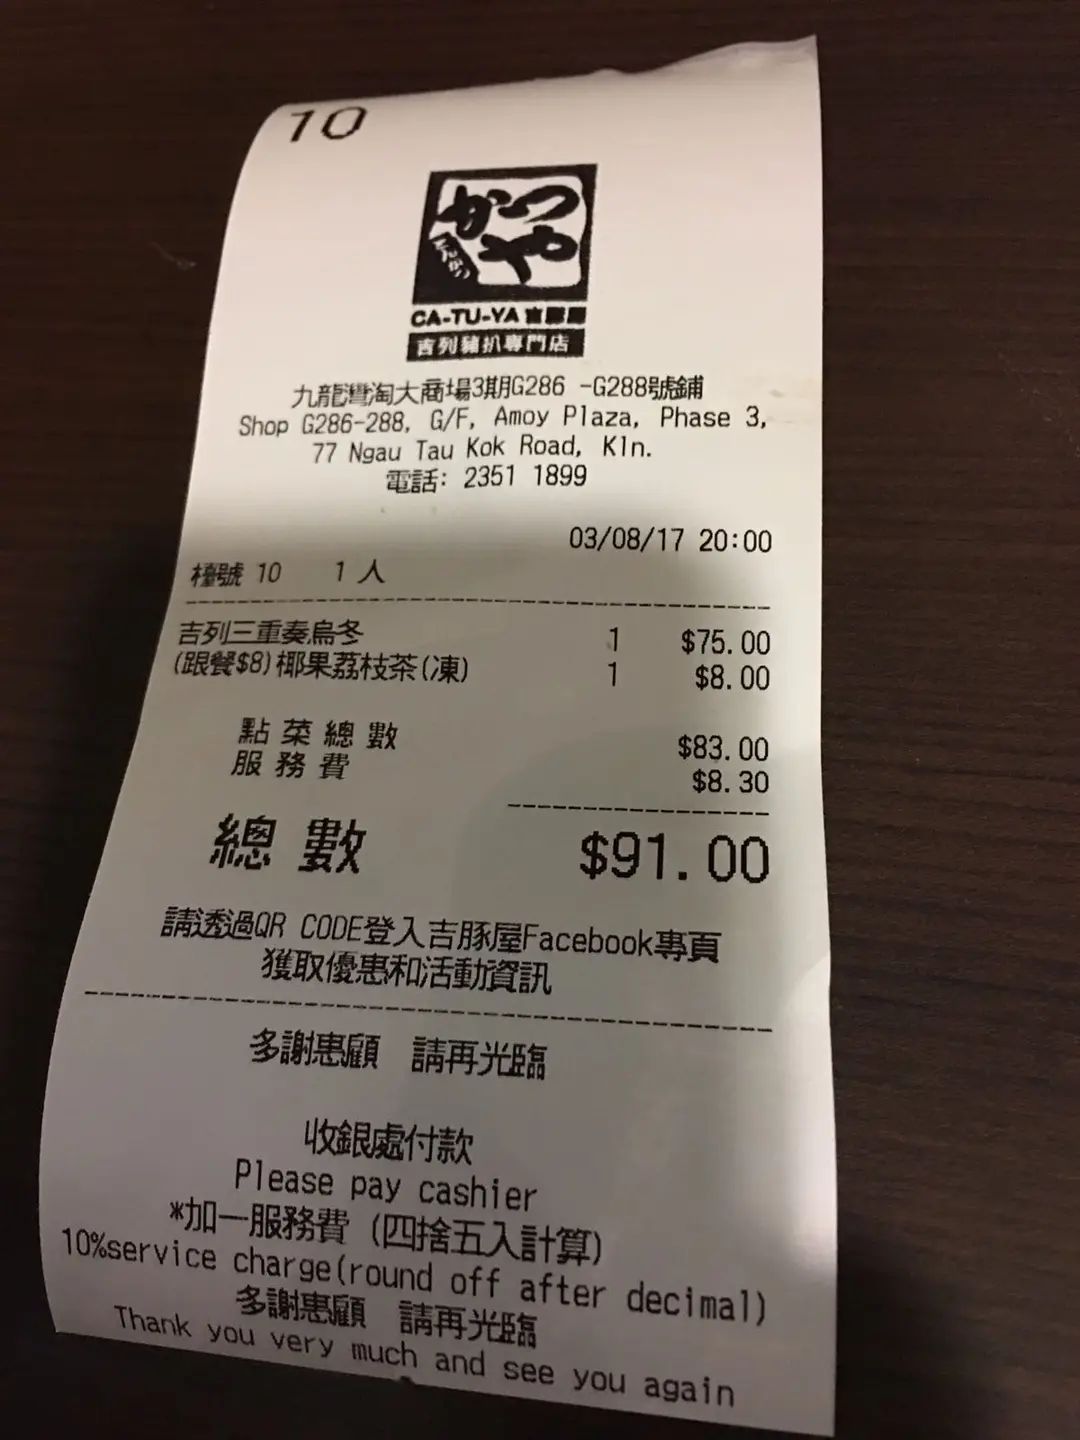 10
かつや
とんかつ
CA-TU-YA 吉豚屋
吉列豬扒專門店
九龍灣淘大商場3期G286 -G288號鋪
Shop G286-288, G/F, Amoy Plaza, Phase 3,
77 Ngau Tau Kok Road, Kln.
電話: 2351 1899
03/08/17 20:00
檯號 10 1 人
吉列三重奏烏冬 1 $75.00
(跟餐$8)椰果荔枝茶(凍) 1 $8.00
點菜總數 $83.00
服務費 $8.30
總數 $91.00
請透過QR CODE登入吉豚屋Facebook專頁
獲取優惠和活動資訊
多謝惠顧 請再光臨
收銀處付款
Please pay cashier
*加一服務費 (四捨五入計算)
10%service charge(round off after decimal)
多謝惠顧 請再光臨
Thank you very much and see you again